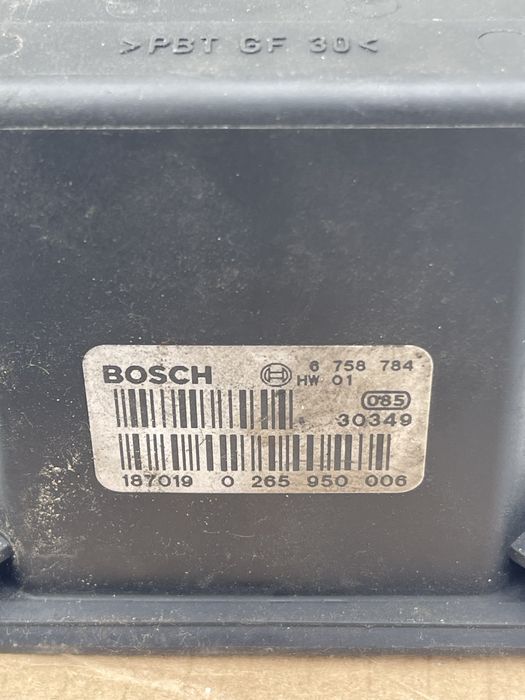 >PBT GF 30<
BOSCH 6 758 784
HW 01
085
30349
187019 0 265 950 006